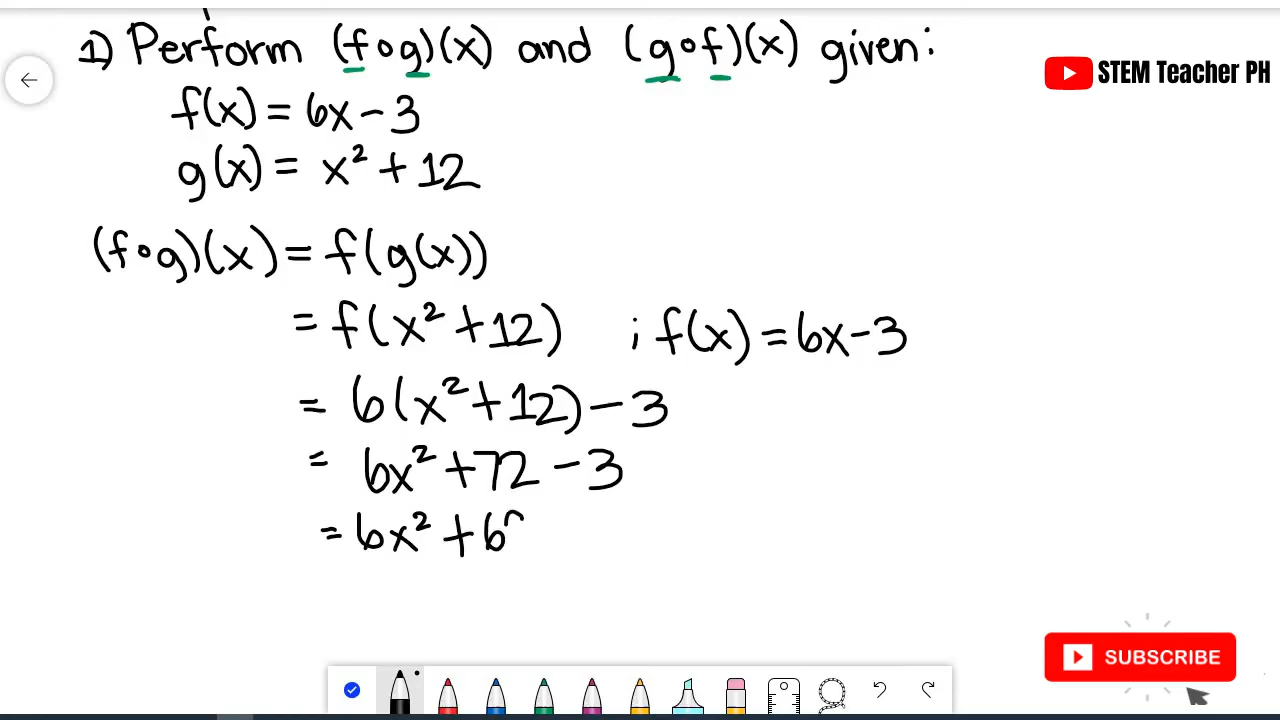 1) Perform (f∘g)(x) and (g∘f)(x) given:
STEM Teacher PH
f(x) = 6x - 3
g(x) = x² + 12
(f∘g)(x) = f(g(x))
= f(x² + 12) ; f(x) = 6x - 3
= 6(x² + 12) - 3
= 6x² + 72 - 3
= 6x² + 6
SUBSCRIBE